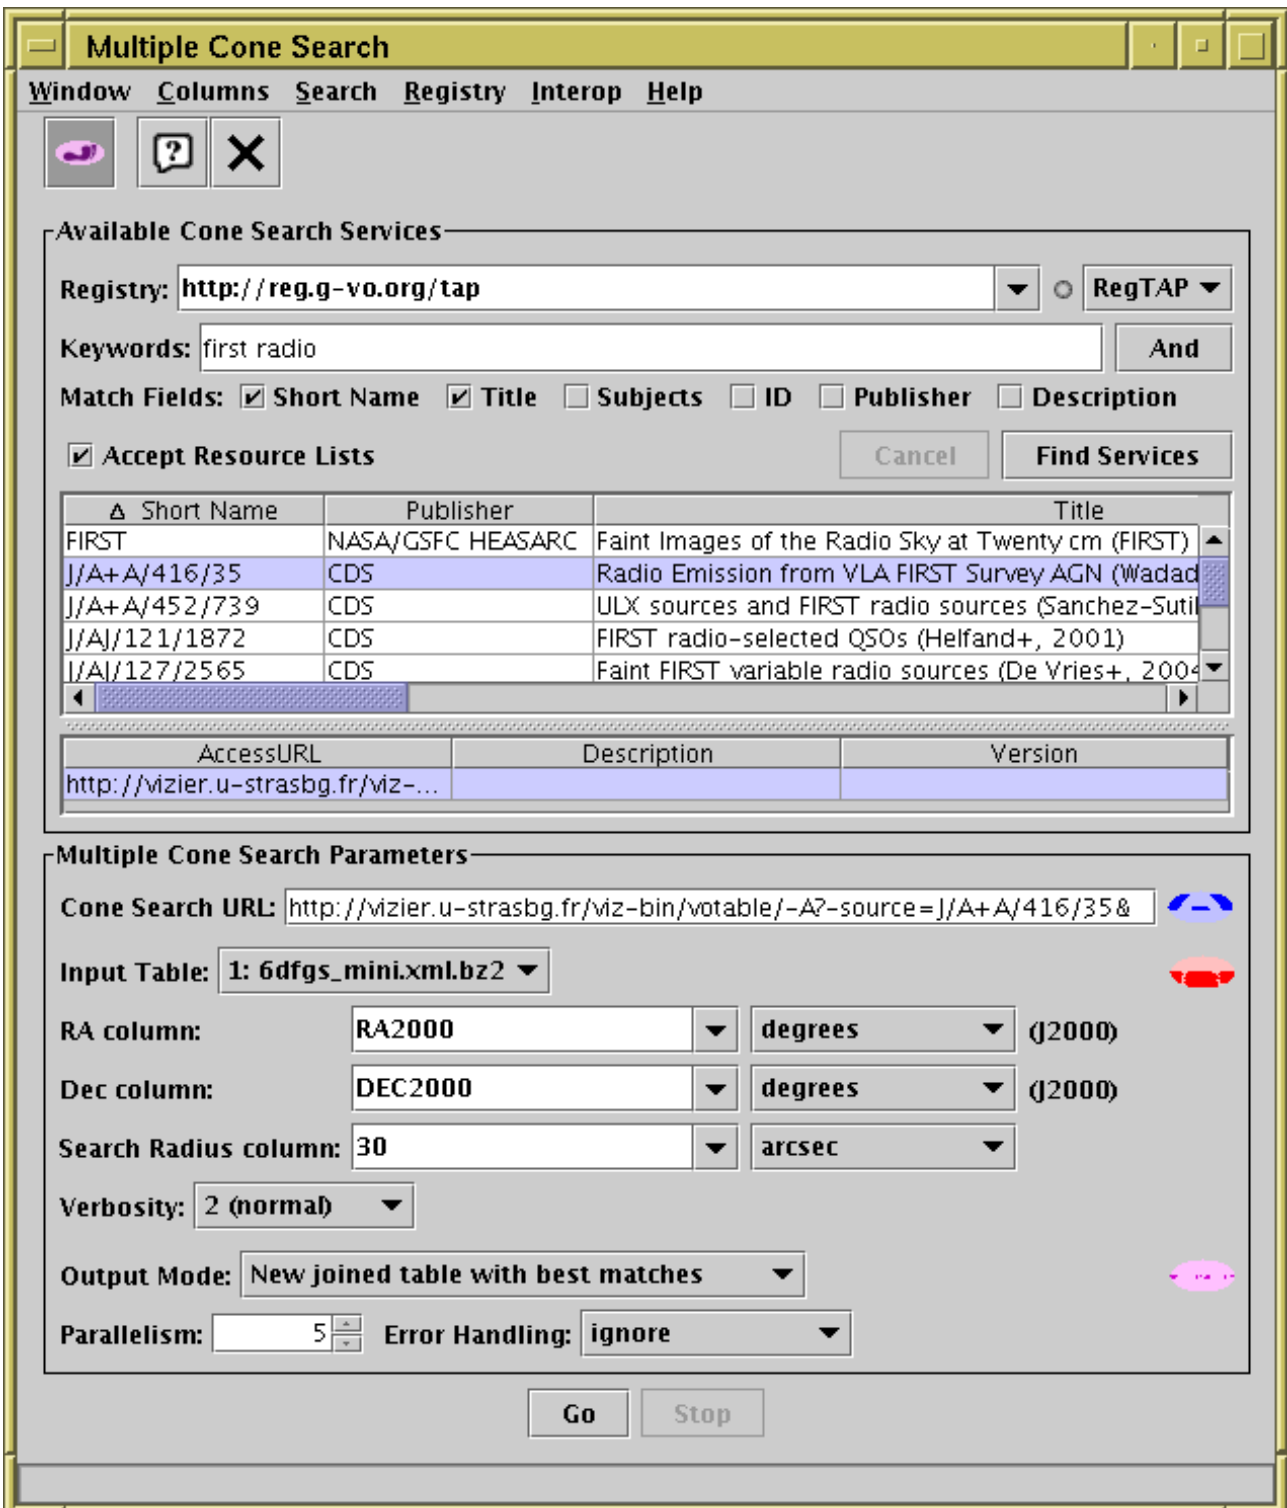 Multiple Cone Search
Window Columns Search Registry Interop Help
Available Cone Search Services
Registry: http://reg.g-vo.org/tap RegTAP
Keywords: first radio And
Match Fields: Short Name Title Subjects ID Publisher Description
Accept Resource Lists Cancel Find Services
Short Name Publisher Title
FIRST NASA/GSFC HEASARC Faint Images of the Radio Sky at Twenty cm (FIRST)
J/A+A/416/35 CDS Radio Emission from VLA FIRST Survey AGN (Wadad
J/A+A/452/739 CDS ULX sources and FIRST radio sources (Sanchez-Sutil
J/AJ/121/1872 CDS FIRST radio-selected QSOs (Helfand+, 2001)
J/AJ/127/2565 CDS Faint FIRST variable radio sources (De Vries+, 2004
AccessURL Description Version
http://vizier.u-strasbg.fr/viz-...
Multiple Cone Search Parameters
Cone Search URL: http://vizier.u-strasbg.fr/viz-bin/votable/-A?-source=J/A+A/416/35&
Input Table: 1: 6dfgs_mini.xml.bz2
RA column: RA2000 degrees (J2000)
Dec column: DEC2000 degrees (J2000)
Search Radius column: 30 arcsec
Verbosity: 2 (normal)
Output Mode: New joined table with best matches
Parallelism: 5 Error Handling: ignore
Go Stop